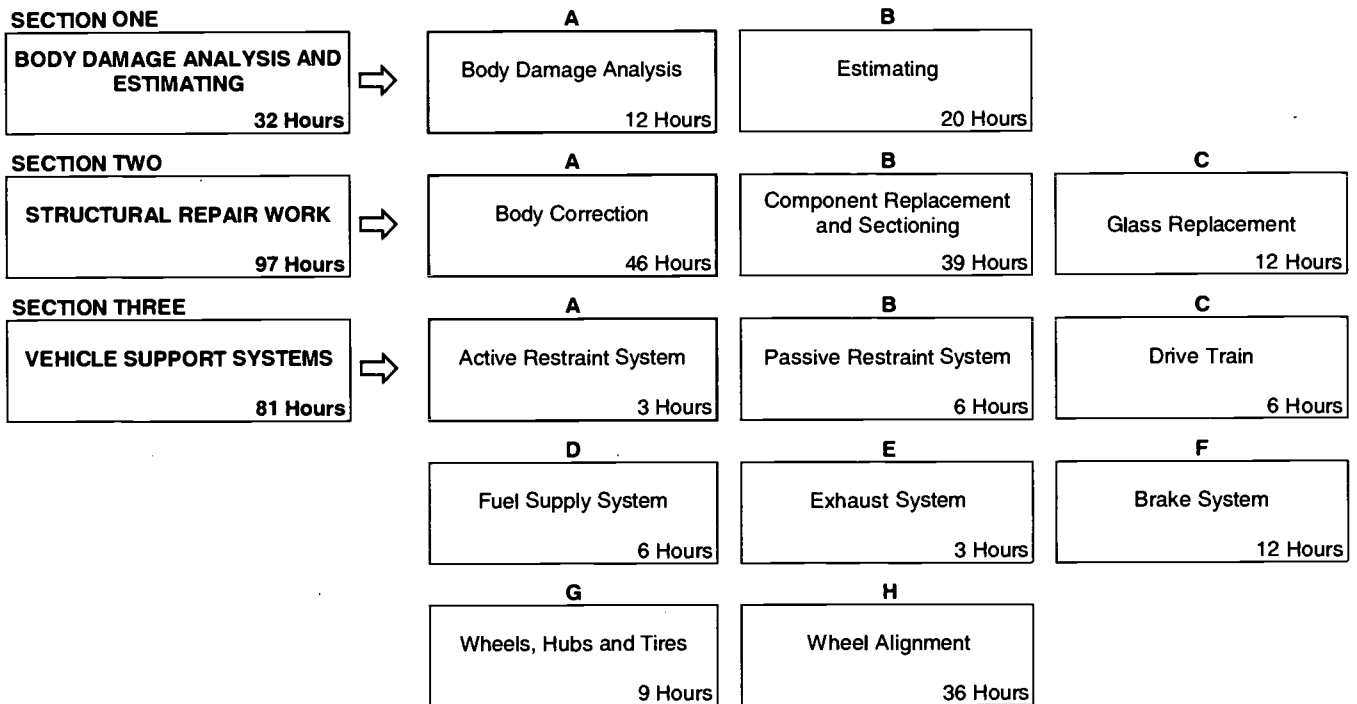 SECTION ONE
A
B
BODY DAMAGE ANALYSIS AND
ESTIMATING
32 Hours
Body Damage Analysis
12 Hours
Estimating
20 Hours
SECTION TWO
A
B
C
STRUCTURAL REPAIR WORK
97 Hours
Body Correction
46 Hours
Component Replacement
and Sectioning
39 Hours
Glass Replacement
12 Hours
SECTION THREE
A
B
C
VEHICLE SUPPORT SYSTEMS
81 Hours
Active Restraint System
3 Hours
Passive Restraint System
6 Hours
Drive Train
6 Hours
D
E
F
Fuel Supply System
6 Hours
Exhaust System
3 Hours
Brake System
12 Hours
G
H
Wheels, Hubs and Tires
9 Hours
Wheel Alignment
36 Hours